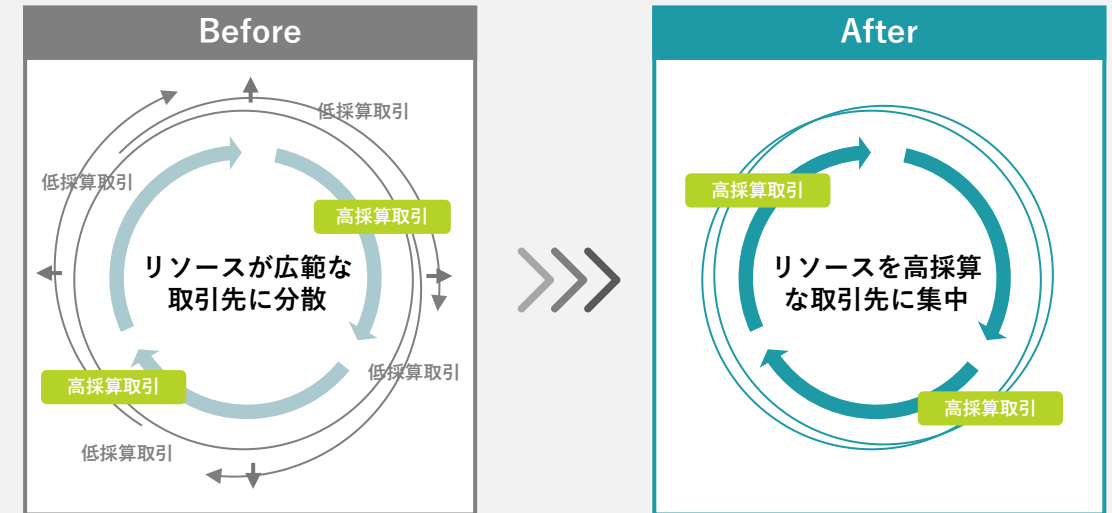 Before
低採算取引
低採算取引
高採算取引
リソースが広範な
取引先に分散
低採算取引
高採算取引
低採算取引
After
高採算取引
リソースを高採算
な取引先に集中
高採算取引